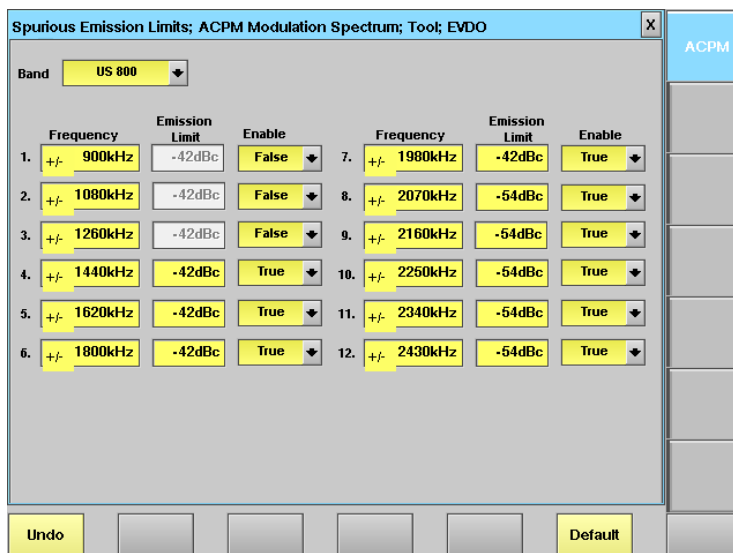 Spurious Emission Limits; ACPM Modulation Spectrum; Tool; EVDO X
ACPM
Band US 800
Frequency Emission Limit Enable Frequency Emission Limit Enable
1. +/- 900kHz -42dBc False 7. +/- 1980kHz -42dBc True
2. +/- 1080kHz -42dBc False 8. +/- 2070kHz -54dBc True
3. +/- 1260kHz -42dBc False 9. +/- 2160kHz -54dBc True
4. +/- 1440kHz -42dBc True 10. +/- 2250kHz -54dBc True
5. +/- 1620kHz -42dBc True 11. +/- 2340kHz -54dBc True
6. +/- 1800kHz -42dBc True 12. +/- 2430kHz -54dBc True
Undo Default